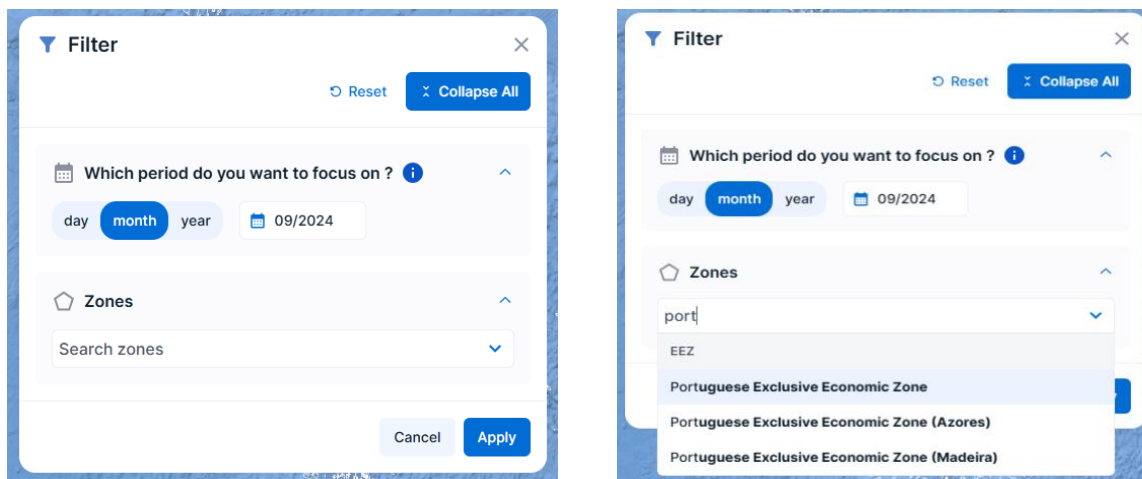 Filter
Reset
Collapse All
Which period do you want to focus on ?
day month year 09/2024
Zones
Search zones
Cancel Apply
Filter
Reset
Collapse All
Which period do you want to focus on ?
day month year 09/2024
Zones
port
EEZ
Portuguese Exclusive Economic Zone
Portuguese Exclusive Economic Zone (Azores)
Portuguese Exclusive Economic Zone (Madeira)